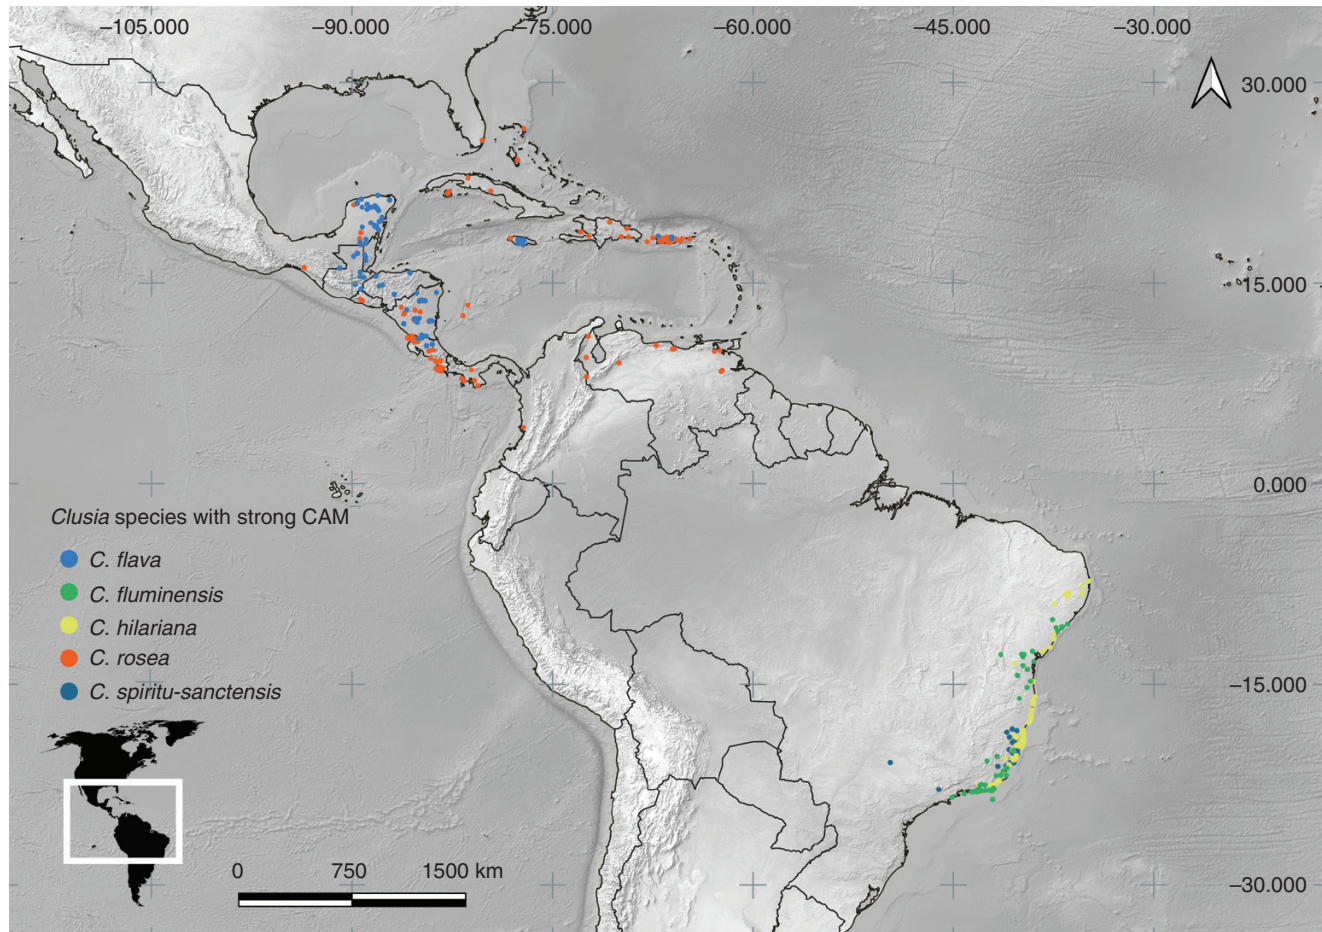 –105.000 –90.000 –75.000 –60.000 –45.000 –30.000
30.000
15.000
0.000
Clusia species with strong CAM
C. flava
C. fluminensis
C. hilariana
C. rosea
C. spiritu-sanctensis
–15.000
0 750 1500 km
–30.000